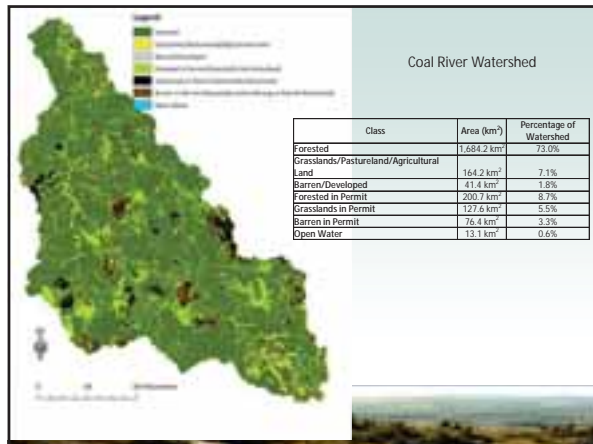 Legend
Coal River Watershed
Class Area (km²) Percentage of Watershed
Forested 1,684.2 km² 73.0%
Grasslands/Pastureland/Agricultural Land 164.2 km² 7.1%
Barren/Developed 41.4 km² 1.8%
Forested in Permit 200.7 km² 8.7%
Grasslands in Permit 127.6 km² 5.5%
Barren in Permit 76.4 km² 3.3%
Open Water 13.1 km² 0.6%